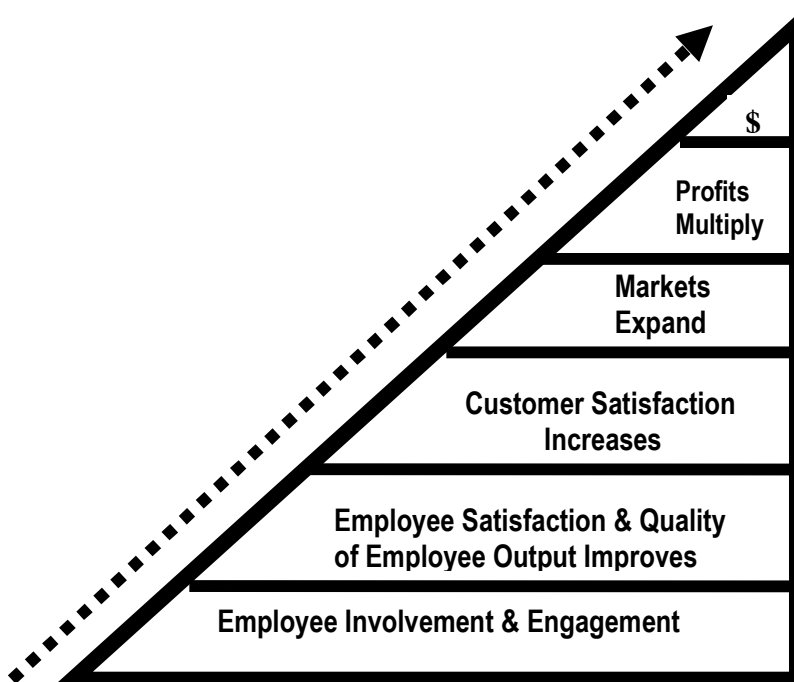 $
Profits
Multiply
Markets
Expand
Customer Satisfaction
Increases
Employee Satisfaction & Quality
of Employee Output Improves
Employee Involvement & Engagement